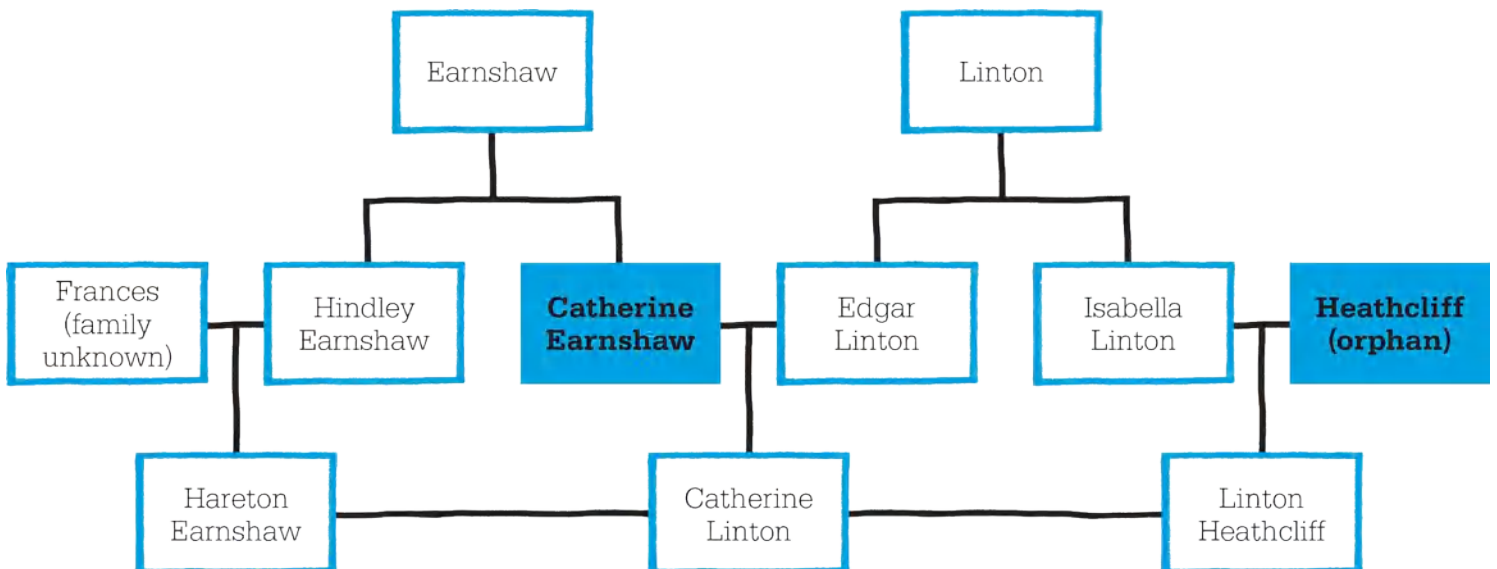 Earnshaw
Linton
Frances
(family
unknown)
Hindley
Earnshaw
Catherine
Earnshaw
Edgar
Linton
Isabella
Linton
Heathcliff
(orphan)
Hareton
Earnshaw
Catherine
Linton
Linton
Heathcliff